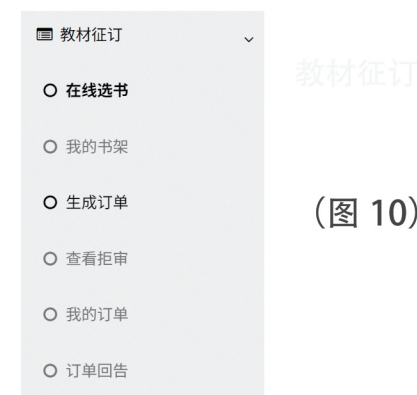 教材征订
在线选书
教材征订
我的书架
生成订单
（图 10）
查看拒审
我的订单
订单回告